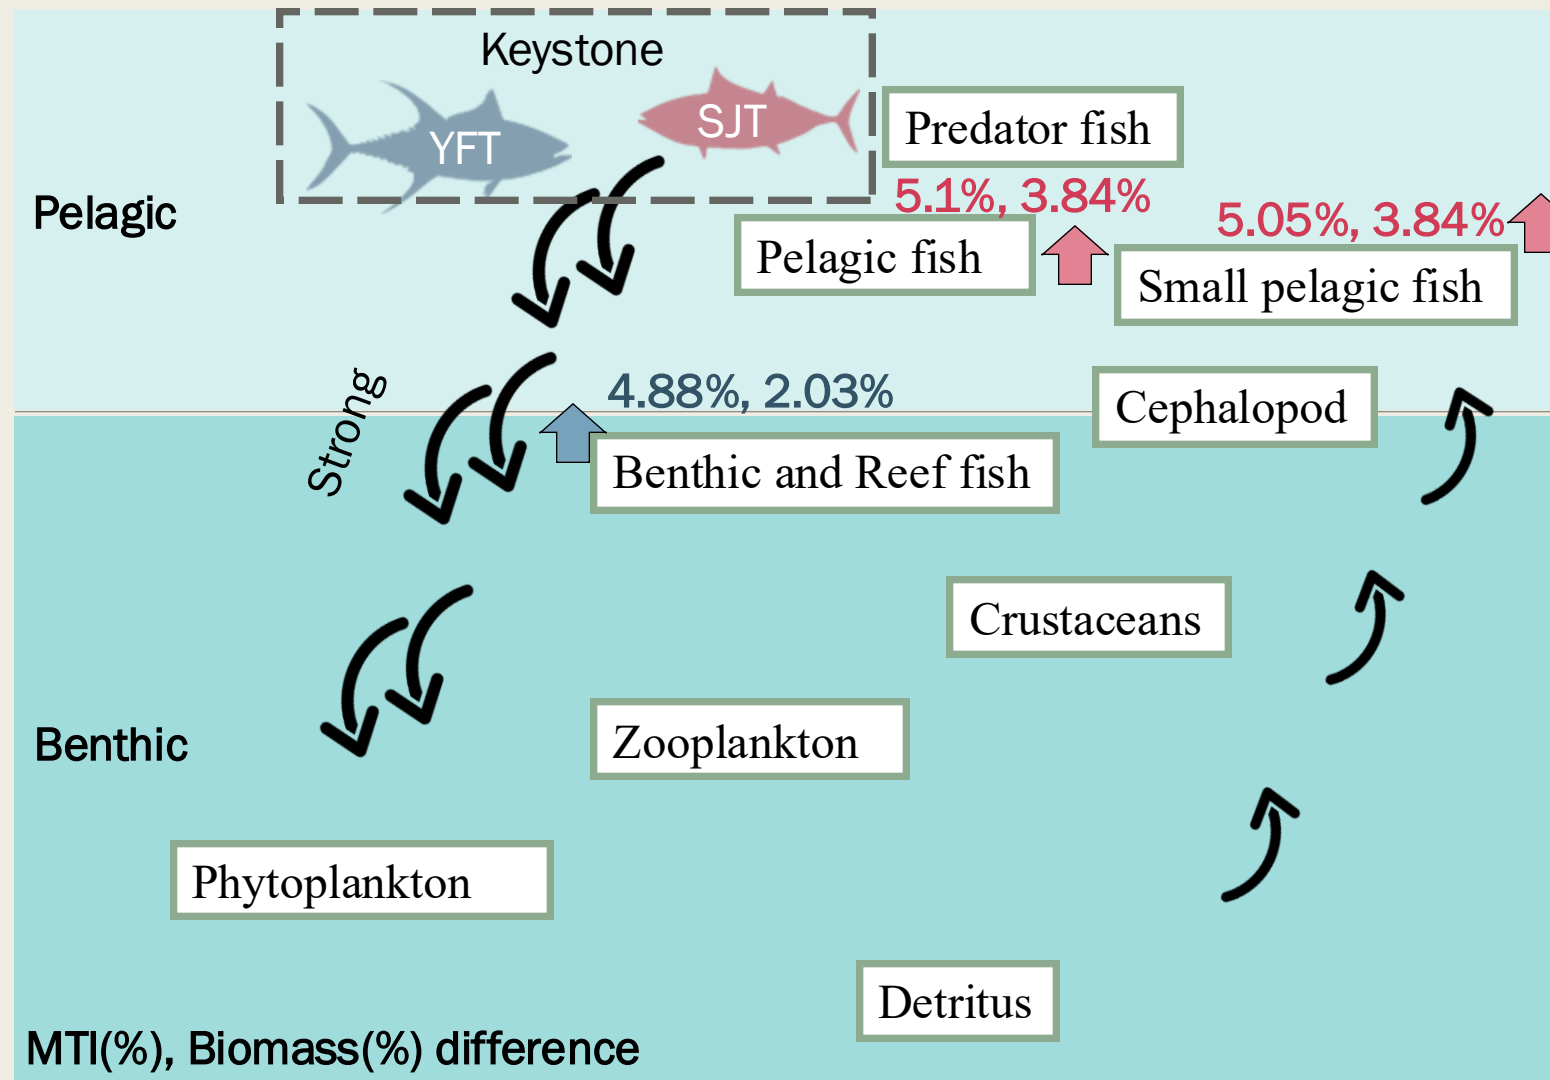 Keystone
YFT
SJT
Predator fish
5.1%, 3.84%
Pelagic
5.05%, 3.84%
Pelagic fish
Small pelagic fish
Strong
4.88%, 2.03%
Cephalopod
Benthic and Reef fish
Crustaceans
Benthic
Zooplankton
Phytoplankton
Detritus
MTI(%), Biomass(%) difference